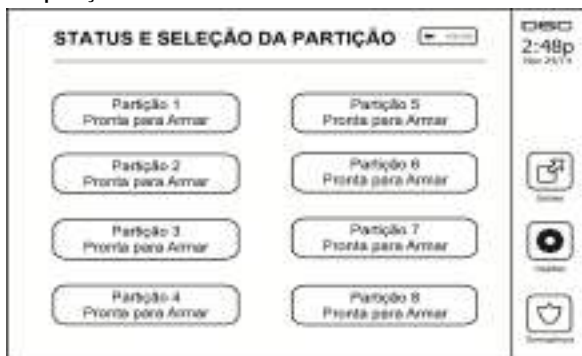 STATUS E SELEÇÃO DA PARTIÇÃO
DSC
2:48p
Partição 1
Pronta para Armar
Partição 5
Pronta para Armar
Partição 2
Pronta para Armar
Partição 6
Pronta para Armar
Partição 3
Pronta para Armar
Partição 7
Pronta para Armar
Partição 4
Pronta para Armar
Partição 8
Pronta para Armar